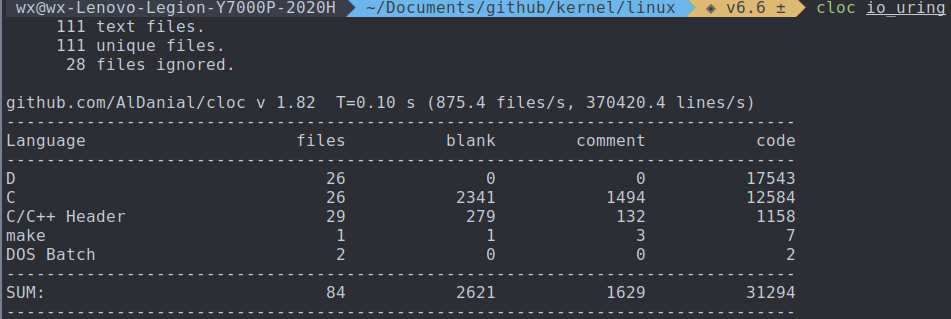 wx@wx-Lenovo-Legion-Y7000P-2020H ~/Documents/github/kernel/linux ◈ v6.6 ± cloc io_uring
111 text files.
111 unique files.
28 files ignored.
github.com/AlDanial/cloc v 1.82 T=0.10 s (875.4 files/s, 370420.4 lines/s)
-------------------------------------------------------------------------------
Language files blank comment code
-------------------------------------------------------------------------------
D 26 0 0 17543
C 26 2341 1494 12584
C/C++ Header 29 279 132 1158
make 1 1 3 7
DOS Batch 2 0 0 2
-------------------------------------------------------------------------------
SUM: 84 2621 1629 31294
-------------------------------------------------------------------------------